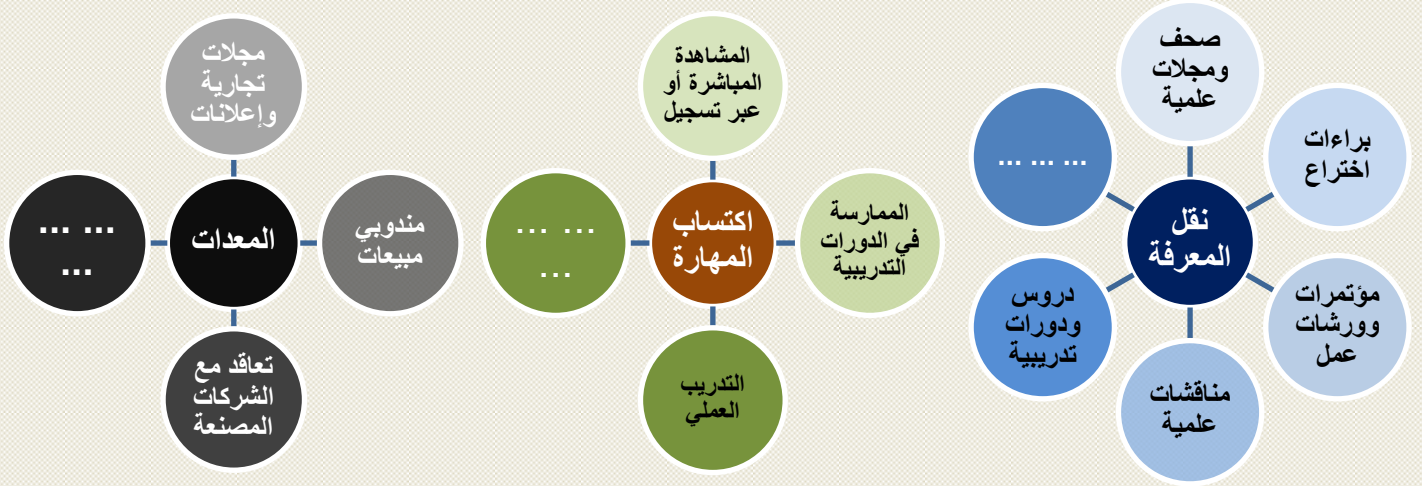 نقل
المعرفة
صحف
ومجلات
علمية
براءات
اختراع
مؤتمرات
وورشات
عمل
مناقشات
علمية
دروس
ودورات
تدريبية
... ... ...
اكتساب
المهارة
المشاهدة
المباشرة أو
عبر تسجيل
الممارسة
في الدورات
التدريبية
التدريب
العملي
... ...
...
المعدات
مجلات
تجارية
وإعلانات
مندوبي
مبيعات
تعاقد مع
الشركات
المصنعة
... ...
...